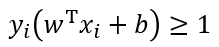 yᵢ(wᵀxᵢ + b) ≥ 1